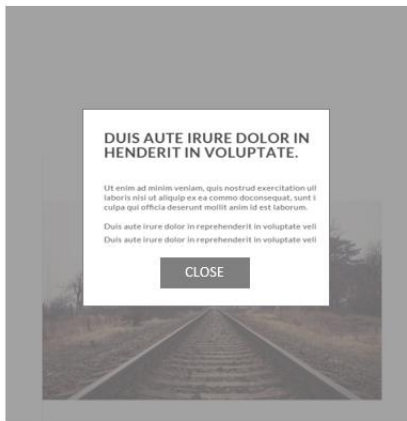 DUIS AUTE IRURE DOLOR IN
HENDERIT IN VOLUPTATE.
Ut enim ad minim veniam, quis nostrud exercitation ull
laboris nisi ut aliquip ex ea commo doconsequat, sunt i
culpa qui officia deserunt mollit anim id est laborum.
Duis aute irure dolor in reprehenderit in voluptate veli
Duis aute irure dolor in reprehenderit in voluptate veli
CLOSE